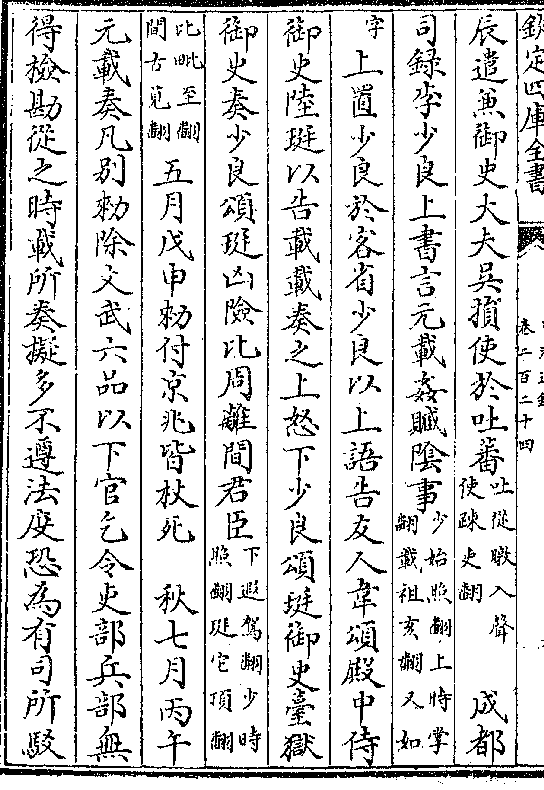 欽定四庫全書
卷二百二十四
辰遣兼御史大夫吳損使於吐蕃吐從暾入聲使疎吏翻 成都
司録李少良上書言元載姦贓陰事少始照翻上時掌翻載祖亥翻又如
字上置少良於客省少良以上語告友人韋頌殿中侍
御史陸珽以告載載奏之上怒下少良頌珽御史臺獄
御史奏少良頌珽凶險比周離間君臣下遐駕翻少時照翻珽它頂翻
比毗至翻間古莧翻五月戊申勑付京兆皆杖死 秋七月丙午
元載奏凡别勑除文武六品以下官乞令吏部兵部無
得檢勘從之時載所奏擬多不遵法度恐為有司所駮